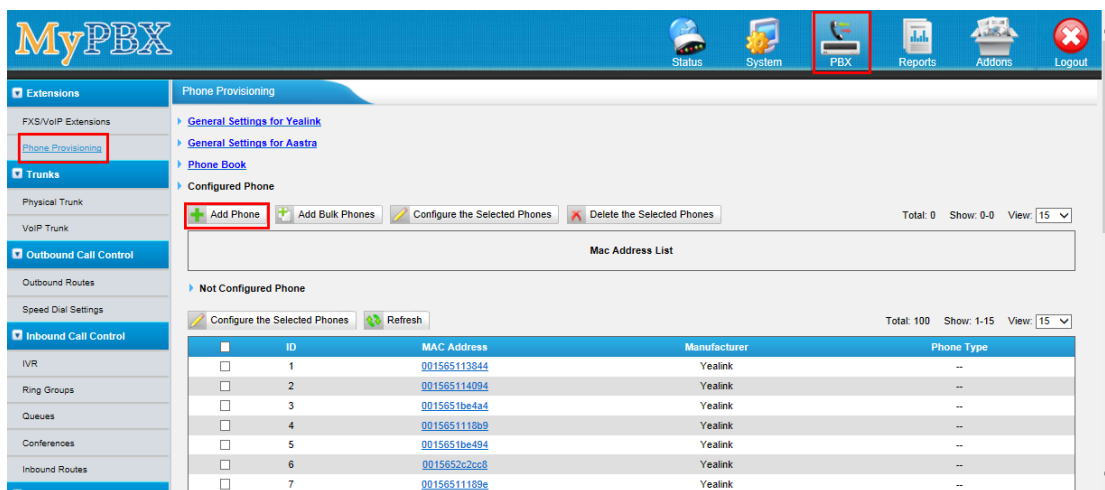 MyPBX
Status System PBX Reports Addons Logout
Extensions
FXS/VoIP Extensions
Phone Provisioning
Trunks
Physical Trunk
VoIP Trunk
Outbound Call Control
Outbound Routes
Speed Dial Settings
Inbound Call Control
IVR
Ring Groups
Queues
Conferences
Inbound Routes
Phone Provisioning
General Settings for Yealink
General Settings for Aastra
Phone Book
Configured Phone
Add Phone Add Bulk Phones Configure the Selected Phones Delete the Selected Phones Total: 0 Show: 0-0 View: 15
Mac Address List
Not Configured Phone
Configure the Selected Phones Refresh Total: 100 Show: 1-15 View: 15
ID MAC Address Manufacturer Phone Type
1 001565113844 Yealink --
2 001565114094 Yealink --
3 0015651be4a4 Yealink --
4 0015651118b9 Yealink --
5 0015651be494 Yealink --
6 0015652c2cc8 Yealink --
7 00156511189e Yealink --